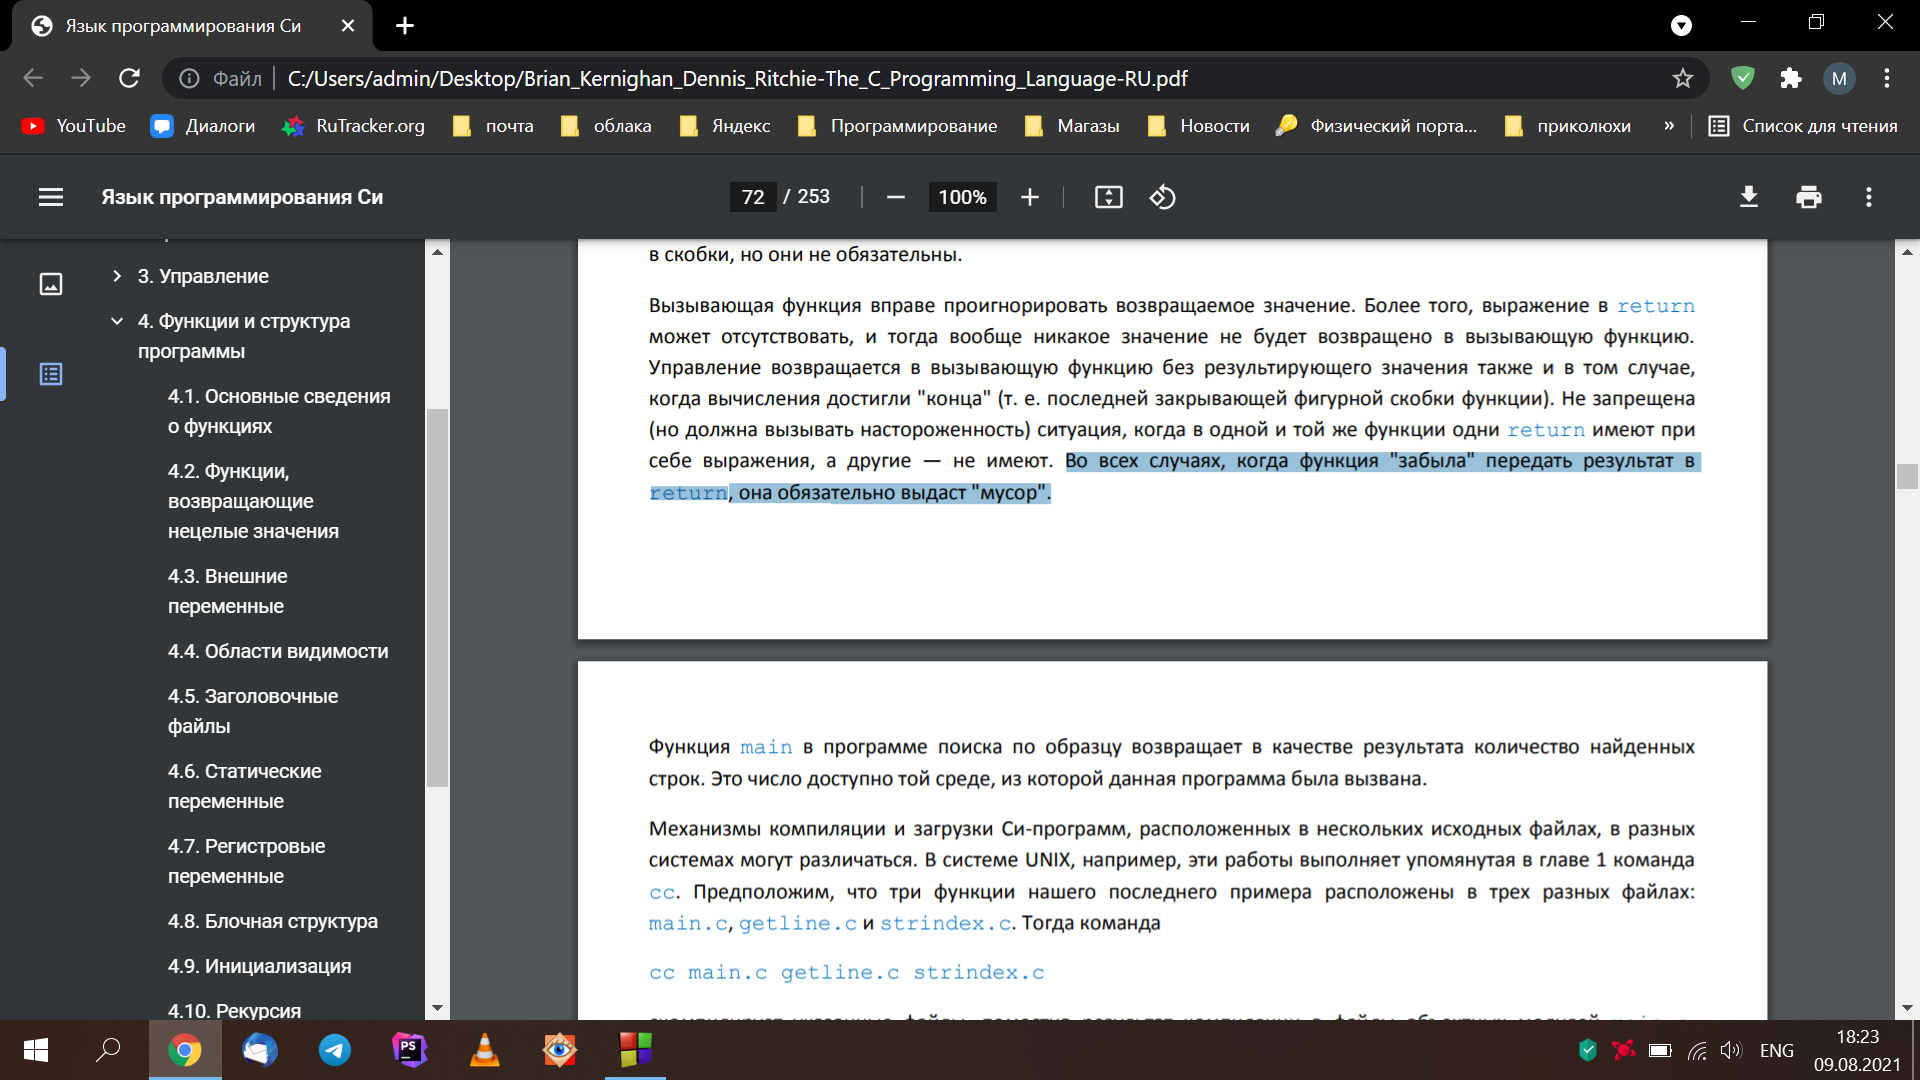 Язык программирования Си
Файл
C:/Users/admin/Desktop/Brian_Kernighan_Dennis_Ritchie-The_C_Programming_Language-RU.pdf
M
YouTube
Диалоги
RuTracker.org
почта
облака
Яндекс
Программирование
Магазы
Новости
Физический порта...
приколюхи
»
Список для чтения
Язык программирования Си
72 / 253
100%
3. Управление
4. Функции и структура
программы
4.1. Основные сведения
о функциях
4.2. Функции,
возвращающие
нецелые значения
4.3. Внешние
переменные
4.4. Области видимости
4.5. Заголовочные
файлы
4.6. Статические
переменные
4.7. Регистровые
переменные
4.8. Блочная структура
4.9. Инициализация
4.10. Рекурсия
в скобки, но они не обязательны.
Вызывающая функция вправе проигнорировать возвращаемое значение. Более того, выражение в return
может отсутствовать, и тогда вообще никакое значение не будет возвращено в вызывающую функцию.
Управление возвращается в вызывающую функцию без результирующего значения также и в том случае,
когда вычисления достигли "конца" (т. е. последней закрывающей фигурной скобки функции). Не запрещена
(но должна вызывать настороженность) ситуация, когда в одной и той же функции одни return имеют при
себе выражения, а другие — не имеют. Во всех случаях, когда функция "забыла" передать результат в
return, она обязательно выдаст "мусор".
Функция main в программе поиска по образцу возвращает в качестве результата количество найденных
строк. Это число доступно той среде, из которой данная программа была вызвана.
Механизмы компиляции и загрузки Си-программ, расположенных в нескольких исходных файлах, в разных
системах могут различаться. В системе UNIX, например, эти работы выполняет упомянутая в главе 1 команда
cc. Предположим, что три функции нашего последнего примера расположены в трех разных файлах:
main.c, getline.c и strindex.c. Тогда команда
cc main.c getline.c strindex.c
PS
ENG
18:23
09.08.2021